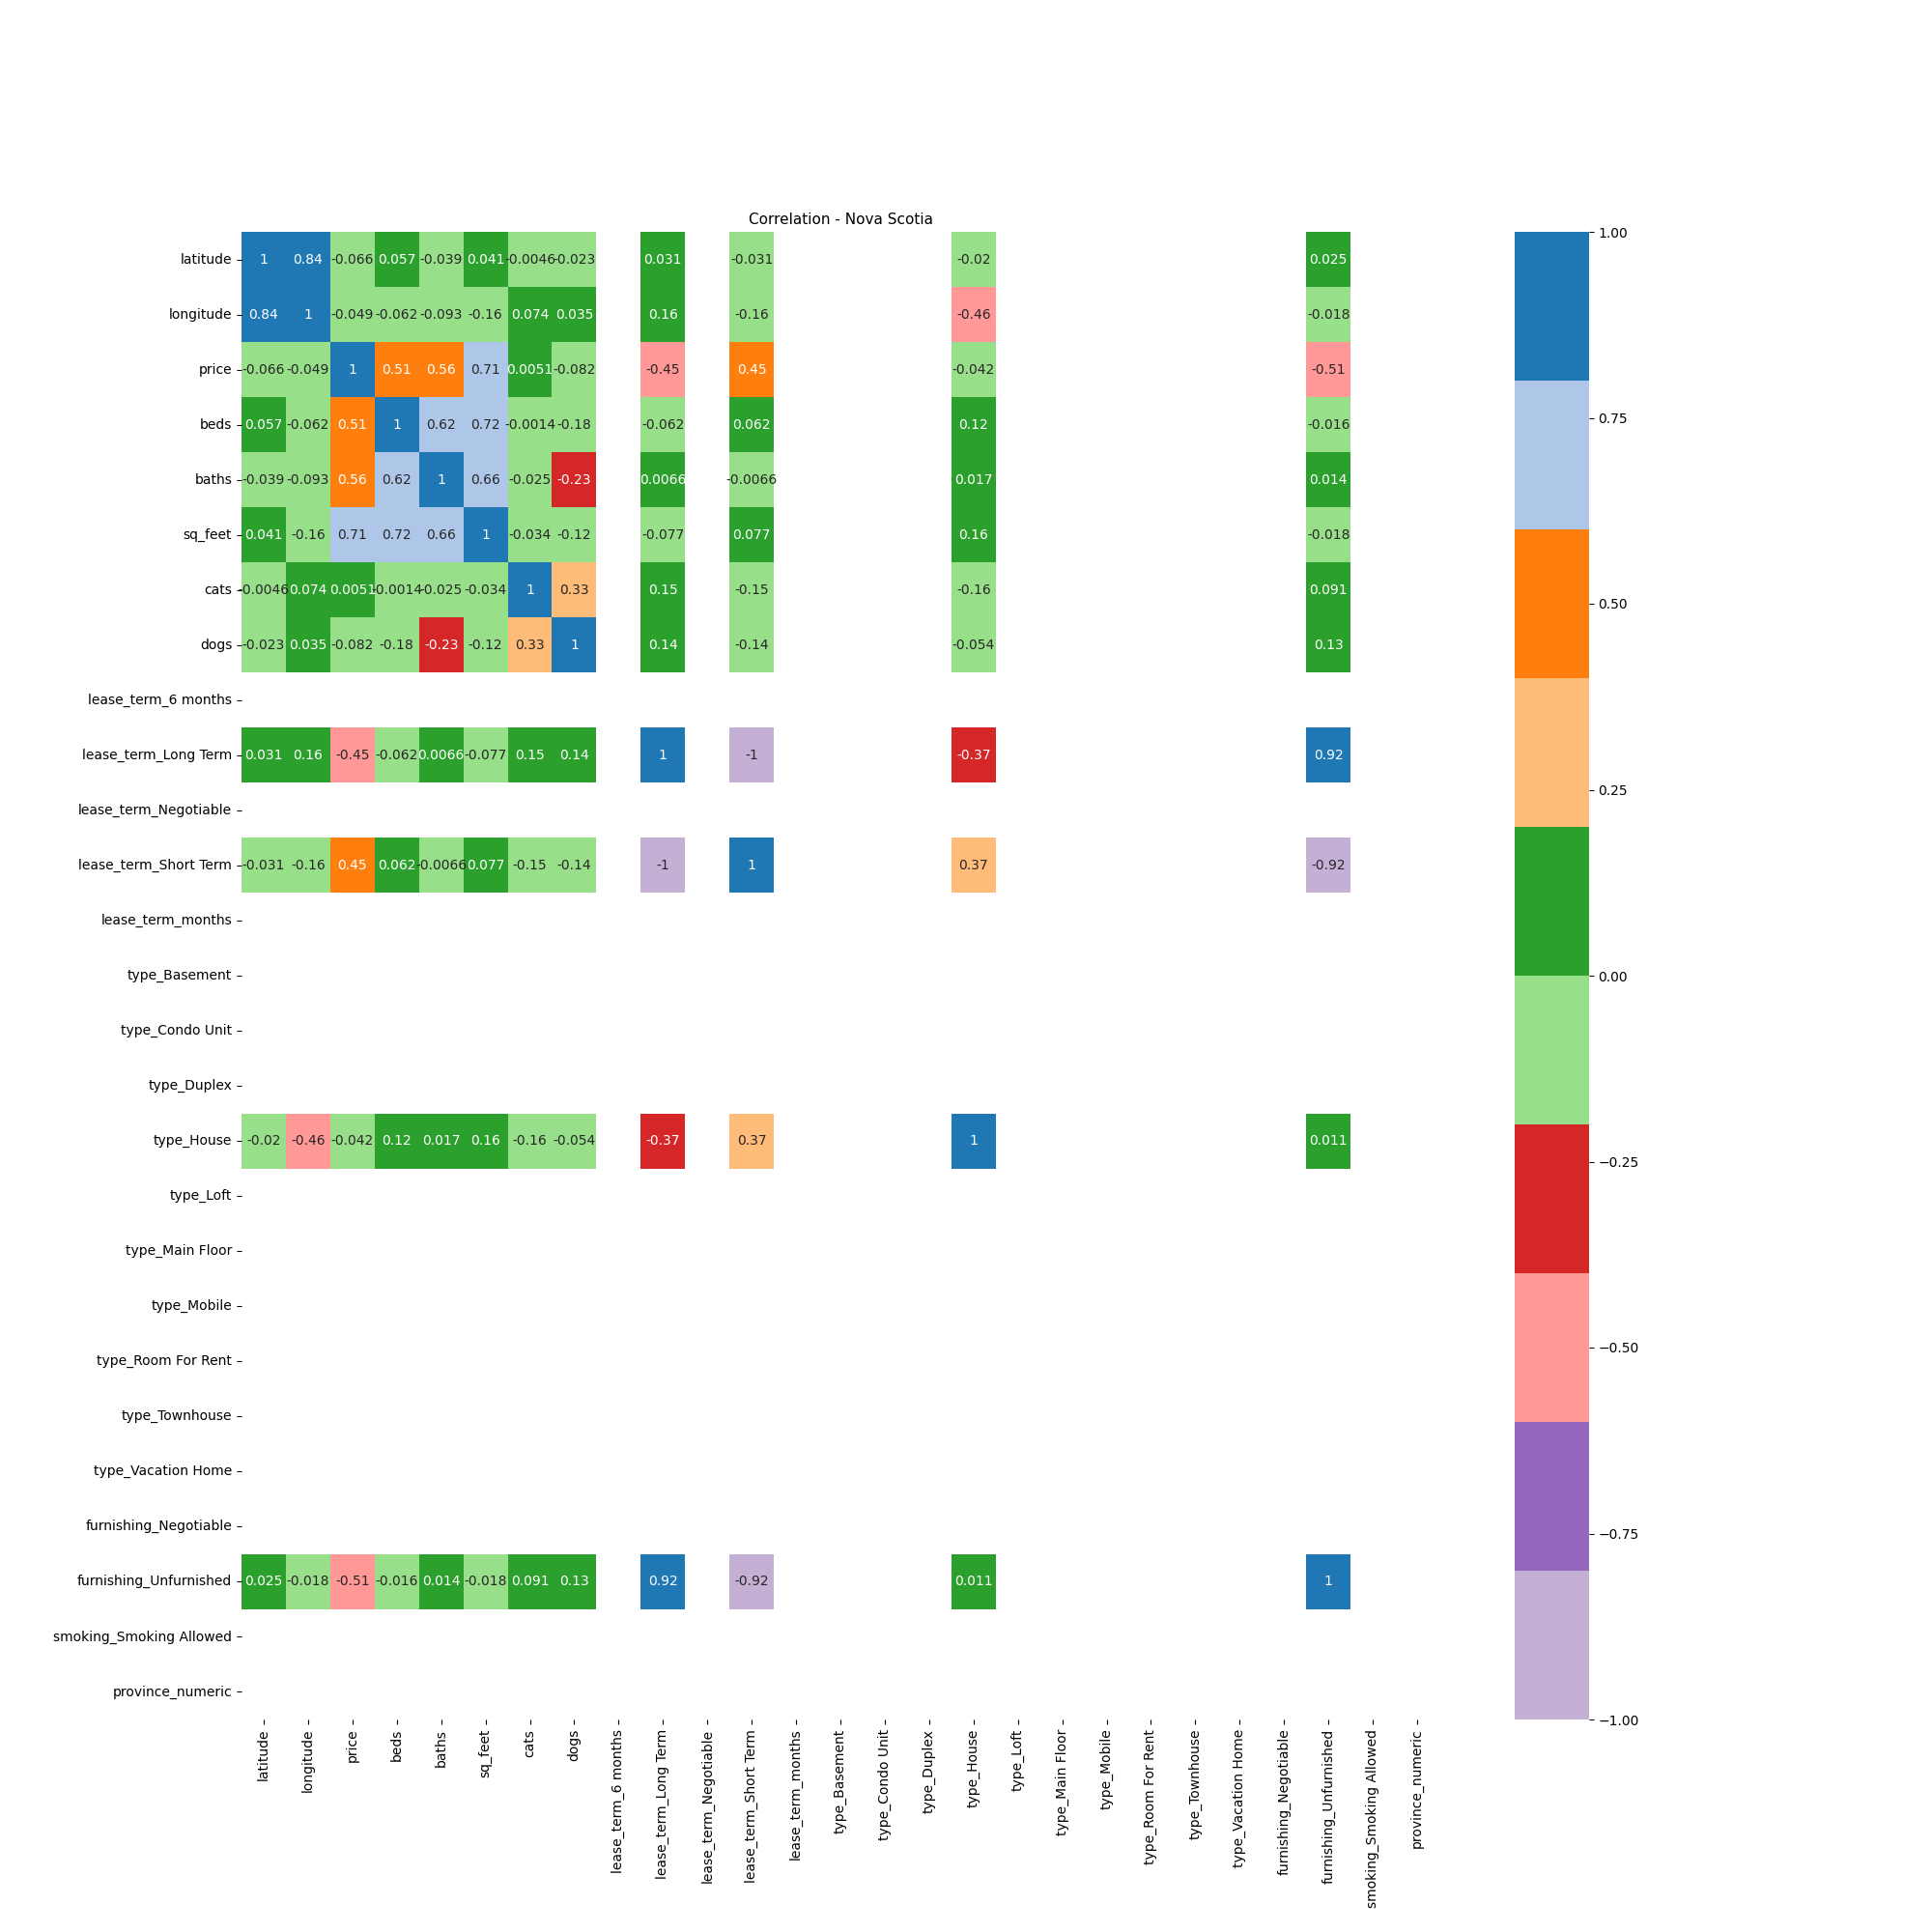 Correlation - Nova Scotia
latitude 1 0.84 -0.066 0.057 -0.039 0.041 -0.0046 -0.023 0.031 -0.031 -0.02 0.025
longitude 0.84 1 -0.049 -0.062 -0.093 -0.16 0.074 0.035 0.16 -0.16 -0.46 -0.018
price -0.066 -0.049 1 0.51 0.56 0.71 0.0051 -0.082 -0.45 0.45 -0.042 -0.51
beds 0.057 -0.062 0.51 1 0.62 0.72 -0.0014 -0.18 -0.062 0.062 0.12 -0.016
baths -0.039 -0.093 0.56 0.62 1 0.66 -0.025 -0.23 0.0066 -0.0066 0.017 0.014
sq_feet 0.041 -0.16 0.71 0.72 0.66 1 -0.034 -0.12 -0.077 0.077 0.16 -0.018
cats -0.0046 0.074 0.0051 -0.0014 -0.025 -0.034 1 0.33 0.15 -0.15 -0.16 0.091
dogs -0.023 0.035 -0.082 -0.18 -0.23 -0.12 0.33 1 0.14 -0.14 -0.054 0.13
lease_term_6 months
lease_term_Long Term 0.031 0.16 -0.45 -0.062 0.0066 -0.077 0.15 0.14 1 -1 -0.37 0.92
lease_term_Negotiable
lease_term_Short Term -0.031 -0.16 0.45 0.062 -0.0066 0.077 -0.15 -0.14 -1 1 0.37 -0.92
lease_term_months
type_Basement
type_Condo Unit
type_Duplex
type_House -0.02 -0.46 -0.042 0.12 0.017 0.16 -0.16 -0.054 -0.37 0.37 1 0.011
type_Loft
type_Main Floor
type_Mobile
type_Room For Rent
type_Townhouse
type_Vacation Home
furnishing_Negotiable
furnishing_Unfurnished 0.025 -0.018 -0.51 -0.016 0.014 -0.018 0.091 0.13 0.92 -0.92 0.011 1
smoking_Smoking Allowed
province_numeric
latitude
longitude
price
beds
baths
sq_feet
cats
dogs
lease_term_6 months
lease_term_Long Term
lease_term_Negotiable
lease_term_Short Term
lease_term_months
type_Basement
type_Condo Unit
type_Duplex
type_House
type_Loft
type_Main Floor
type_Mobile
type_Room For Rent
type_Townhouse
type_Vacation Home
furnishing_Negotiable
furnishing_Unfurnished
smoking_Smoking Allowed
province_numeric
1.00
0.75
0.50
0.25
0.00
−0.25
−0.50
−0.75
−1.00